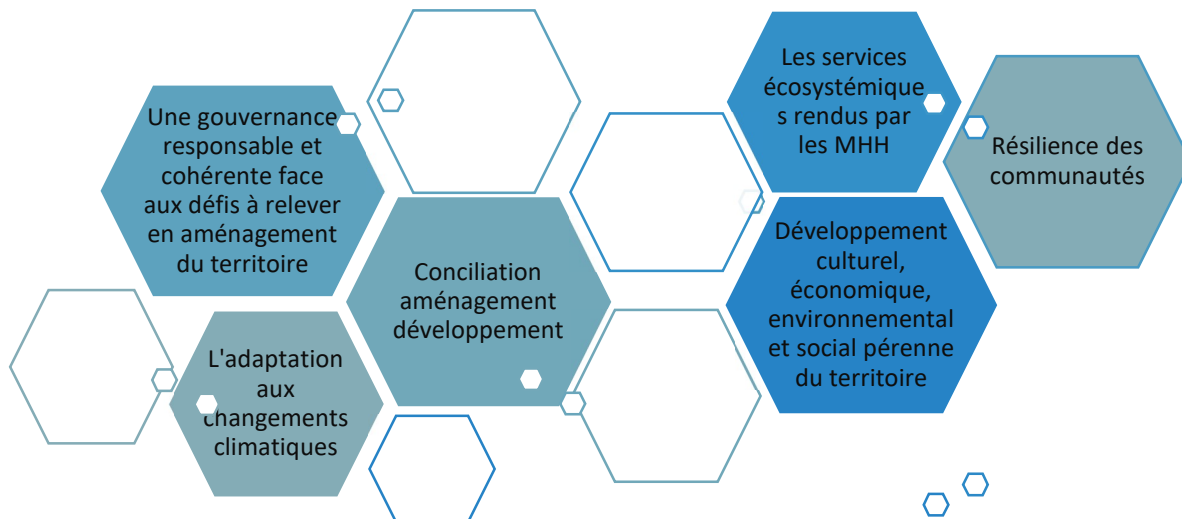 Une gouvernance
responsable et
cohérente face
aux défis à relever
en aménagement
du territoire
L'adaptation
aux
changements
climatiques
Conciliation
aménagement
développement
Les services
écosystémique
s rendus par
les MHH
Développement
culturel,
économique,
environnemental
et social pérenne
du territoire
Résilience des
communautés